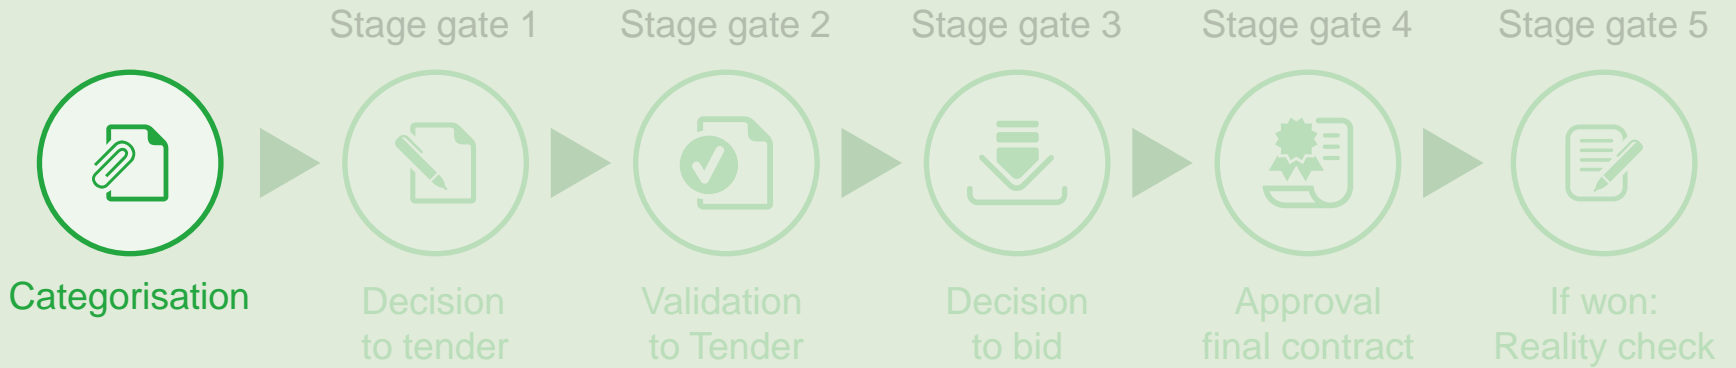 Stage gate 1
Stage gate 2
Stage gate 3
Stage gate 4
Stage gate 5
Categorisation
Decision
to tender
Validation
to Tender
Decision
to bid
Approval
final contract
If won:
Reality check